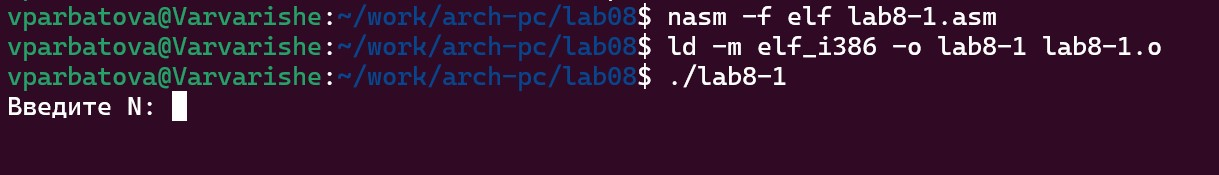 vparbatova@Varvarishe:~/work/arch-pc/lab08$ nasm -f elf lab8-1.asm
vparbatova@Varvarishe:~/work/arch-pc/lab08$ ld -m elf_i386 -o lab8-1 lab8-1.o
vparbatova@Varvarishe:~/work/arch-pc/lab08$ ./lab8-1
Введите N: